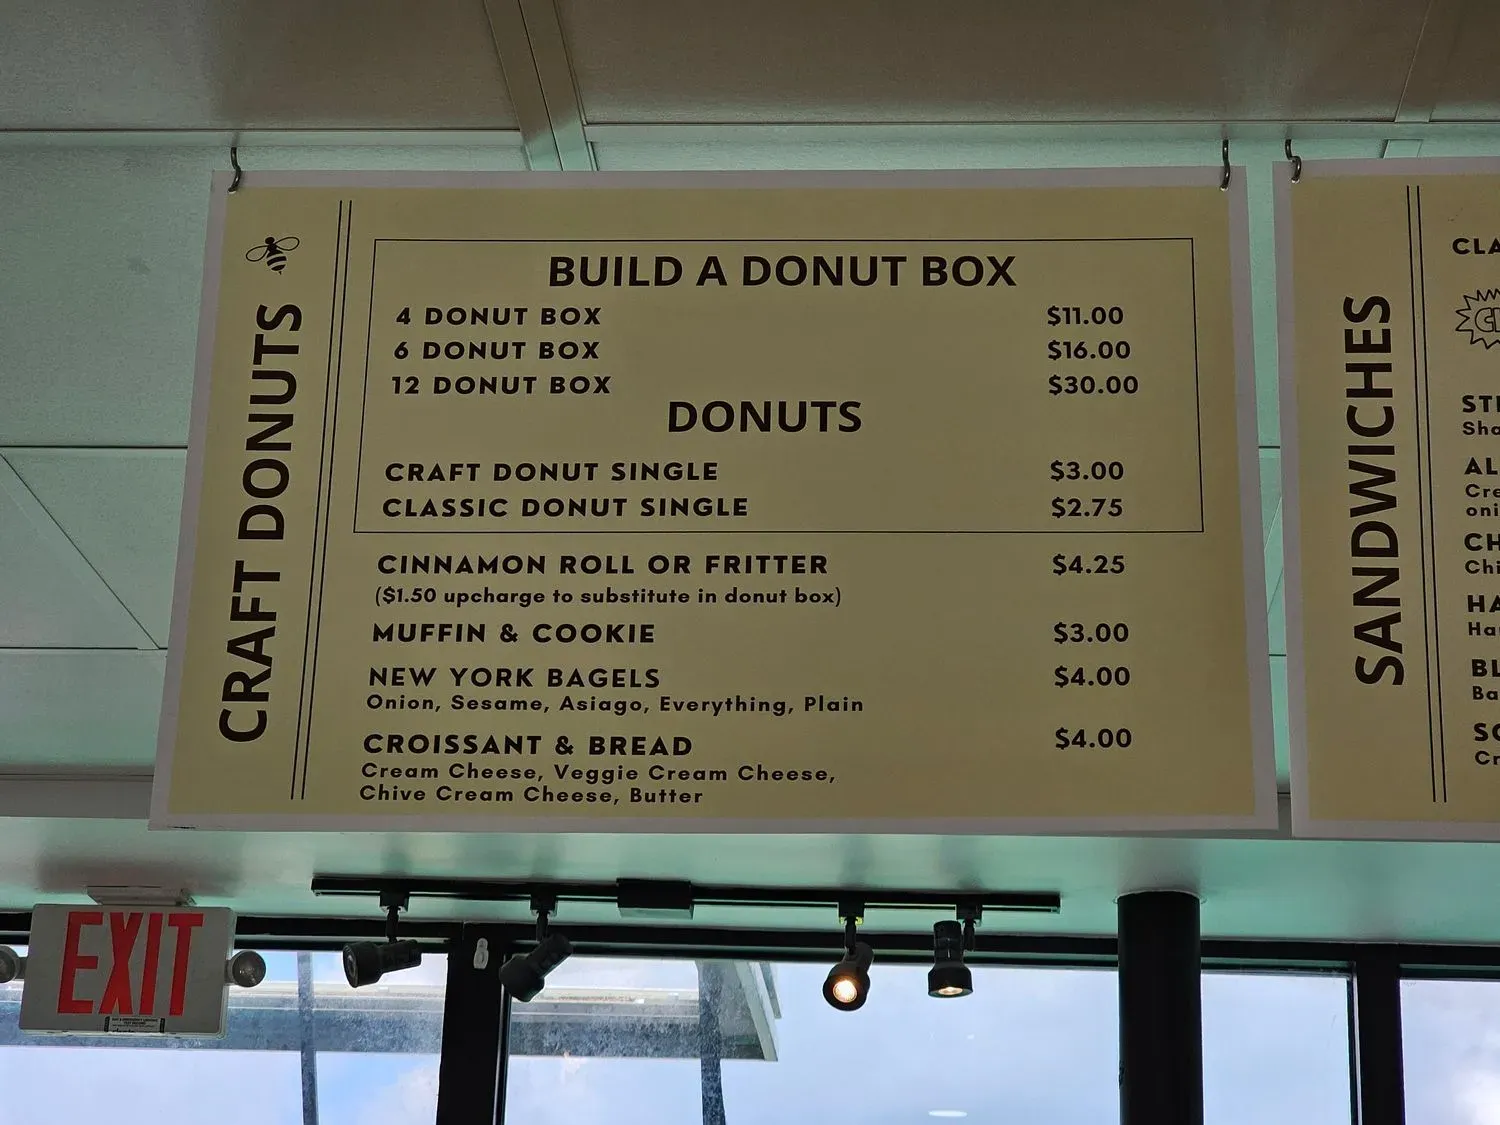 CRAFT DONUTS
BUILD A DONUT BOX
4 DONUT BOX $11.00
6 DONUT BOX $16.00
12 DONUT BOX $30.00
DONUTS
CRAFT DONUT SINGLE $3.00
CLASSIC DONUT SINGLE $2.75
CINNAMON ROLL OR FRITTER $4.25
($1.50 upcharge to substitute in donut box)
MUFFIN & COOKIE $3.00
NEW YORK BAGELS $4.00
Onion, Sesame, Asiago, Everything, Plain
CROISSANT & BREAD $4.00
Cream Cheese, Veggie Cream Cheese,
Chive Cream Cheese, Butter
SANDWICHES
EXIT